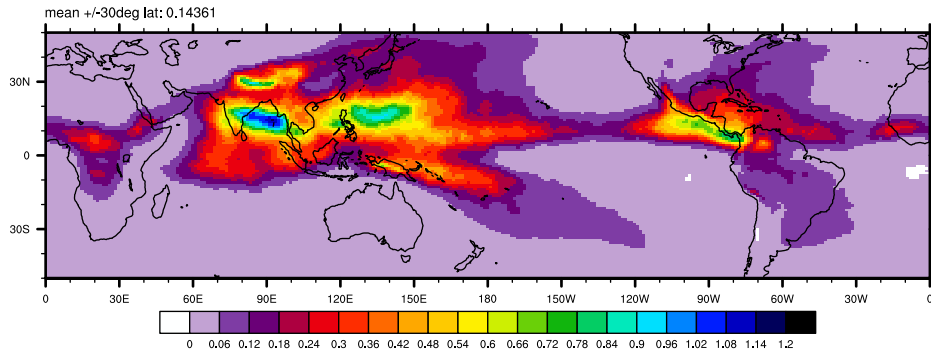 mean +/-30deg lat: 0.14361
30N
0
30S
0 30E 60E 90E 120E 150E 180 150W 120W 90W 60W 30W 0
0 0.06 0.12 0.18 0.24 0.3 0.36 0.42 0.48 0.54 0.6 0.66 0.72 0.78 0.84 0.9 0.96 1.02 1.08 1.14 1.2